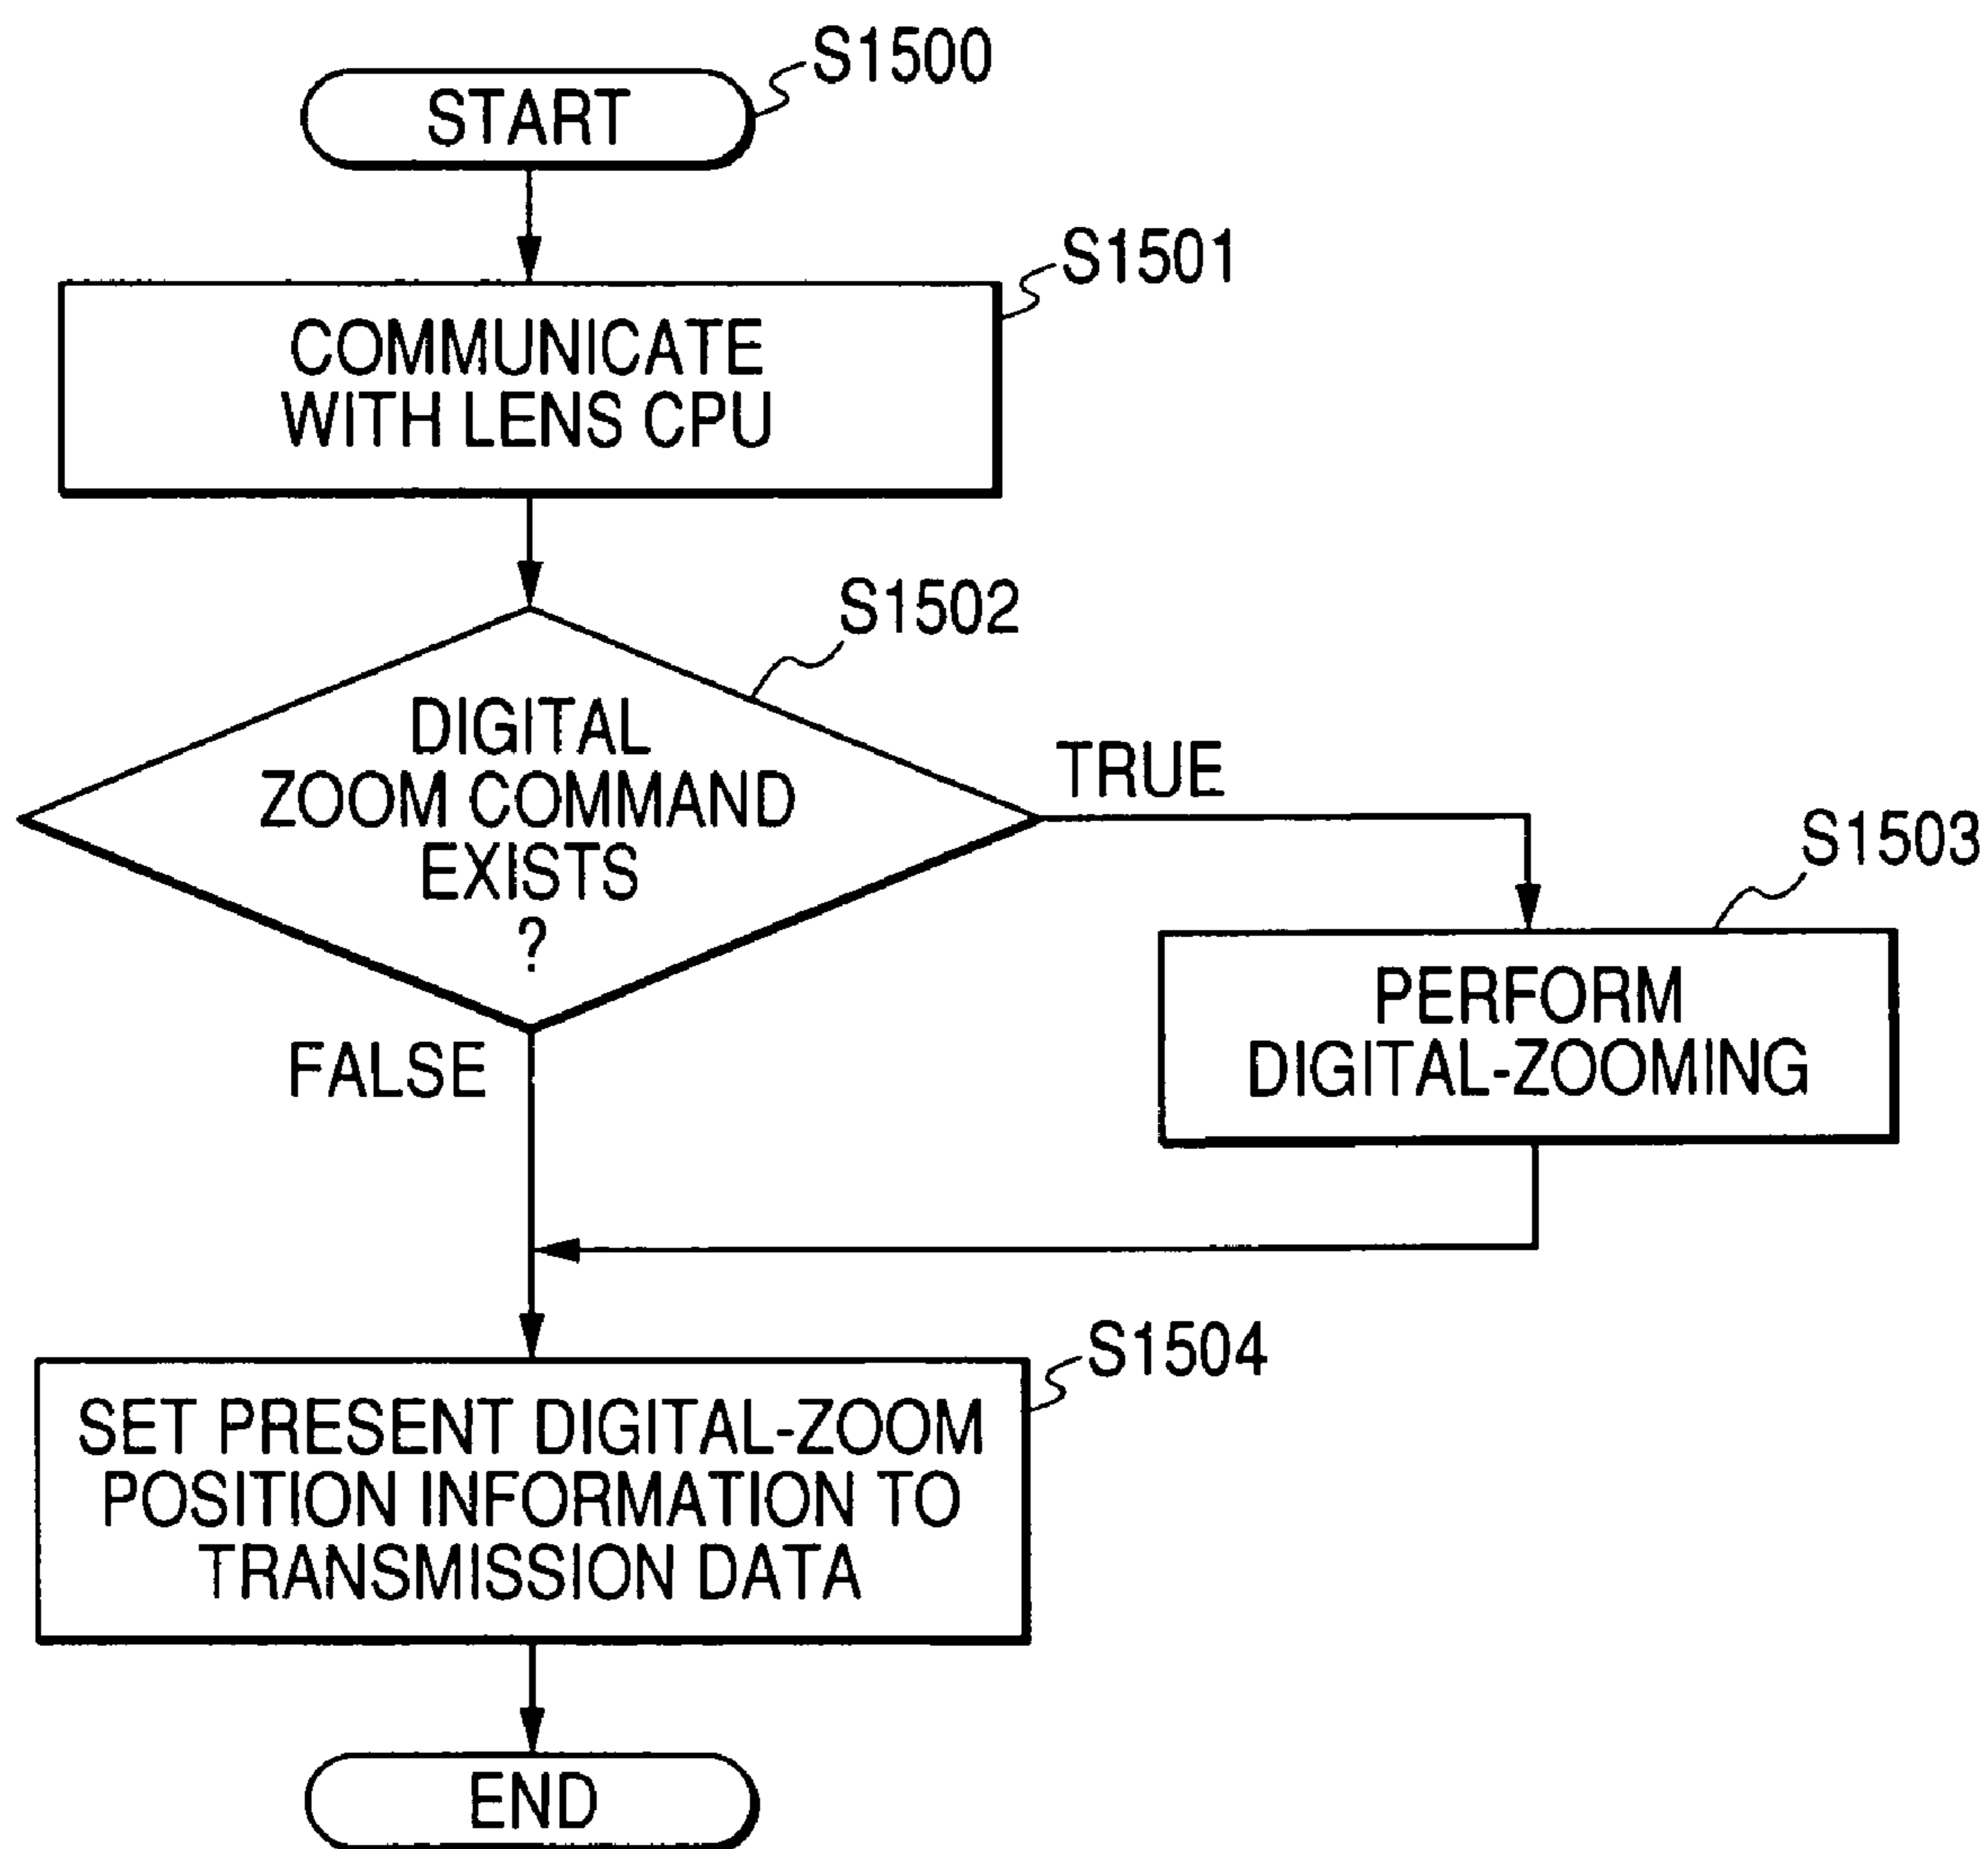 S1500
START
S1501
COMMUNICATE
WITH LENS CPU
S1502
DIGITAL
ZOOM COMMAND
EXISTS
?
TRUE
S1503
PERFORM
DIGITAL-ZOOMING
FALSE
S1504
SET PRESENT DIGITAL-ZOOM
POSITION INFORMATION TO
TRANSMISSION DATA
END